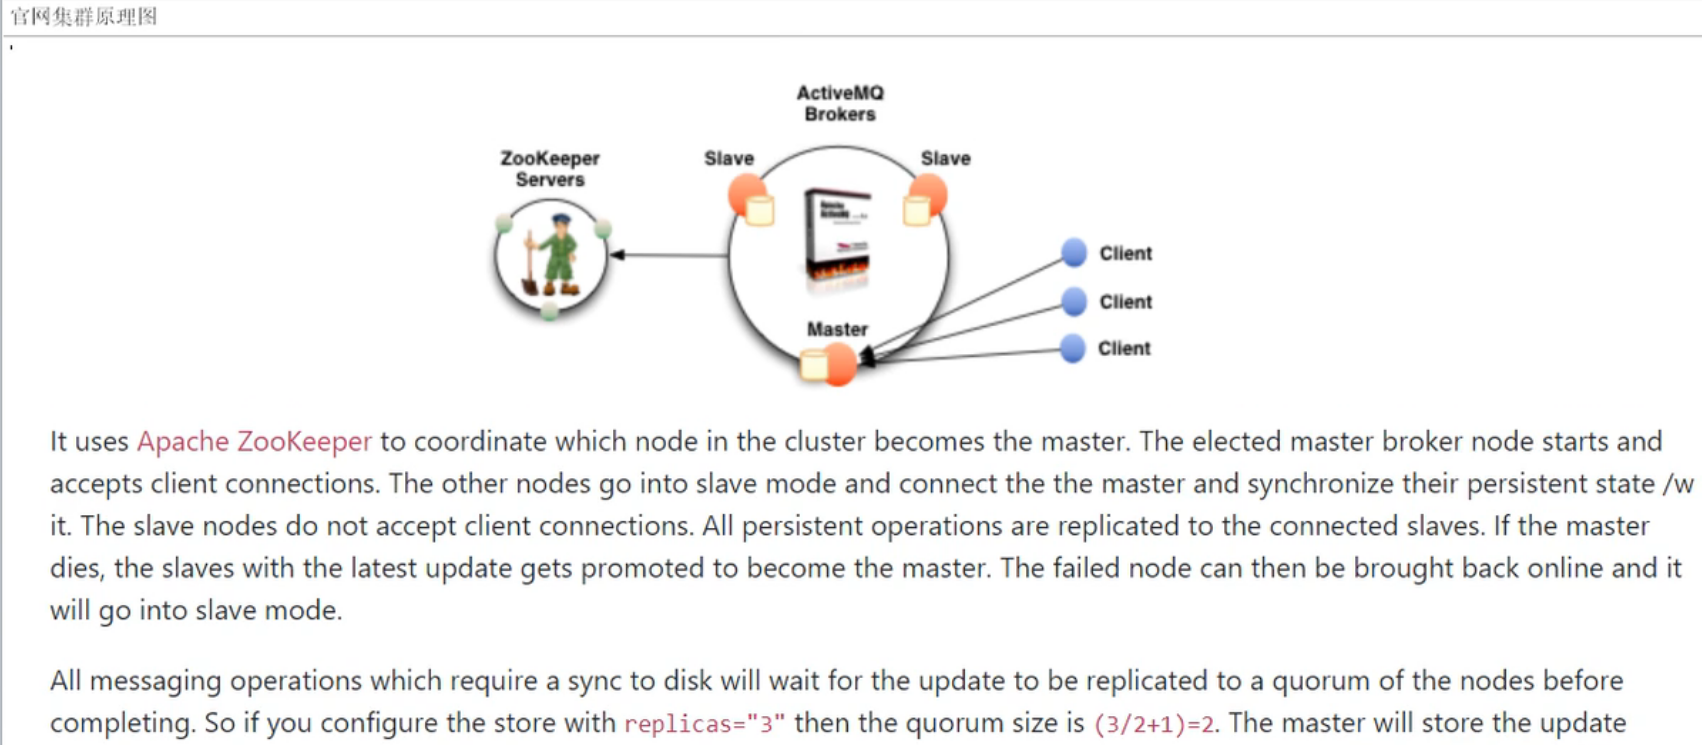 官网集群原理图
ActiveMQ
Brokers
ZooKeeper
Servers
Slave
Slave
Client
Client
Master
Client
It uses Apache ZooKeeper to coordinate which node in the cluster becomes the master. The elected master broker node starts and
accepts client connections. The other nodes go into slave mode and connect the the master and synchronize their persistent state /w
it. The slave nodes do not accept client connections. All persistent operations are replicated to the connected slaves. If the master
dies, the slaves with the latest update gets promoted to become the master. The failed node can then be brought back online and it
will go into slave mode.
All messaging operations which require a sync to disk will wait for the update to be replicated to a quorum of the nodes before
completing. So if you configure the store with replicas="3" then the quorum size is (3/2+1)=2. The master will store the update